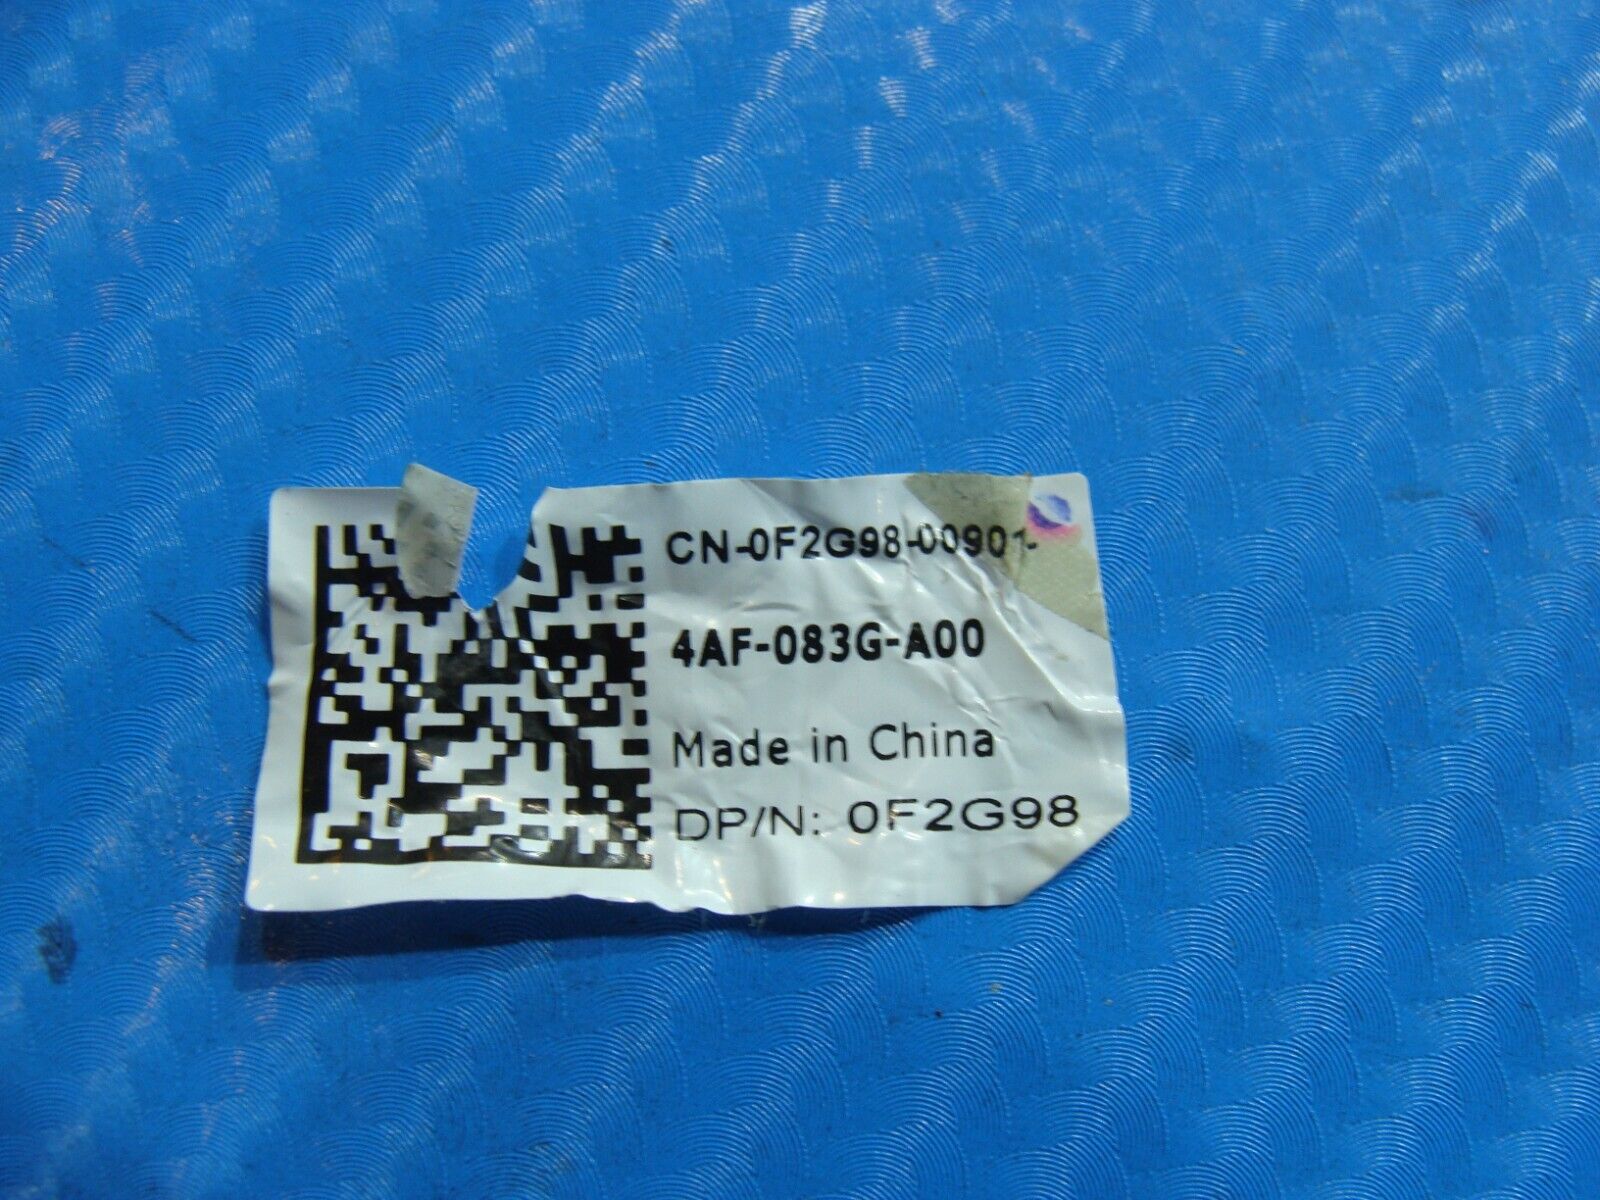 CN-0F2G98-00901-
4AF-083G-A00
Made in China
DP/N: 0F2G98